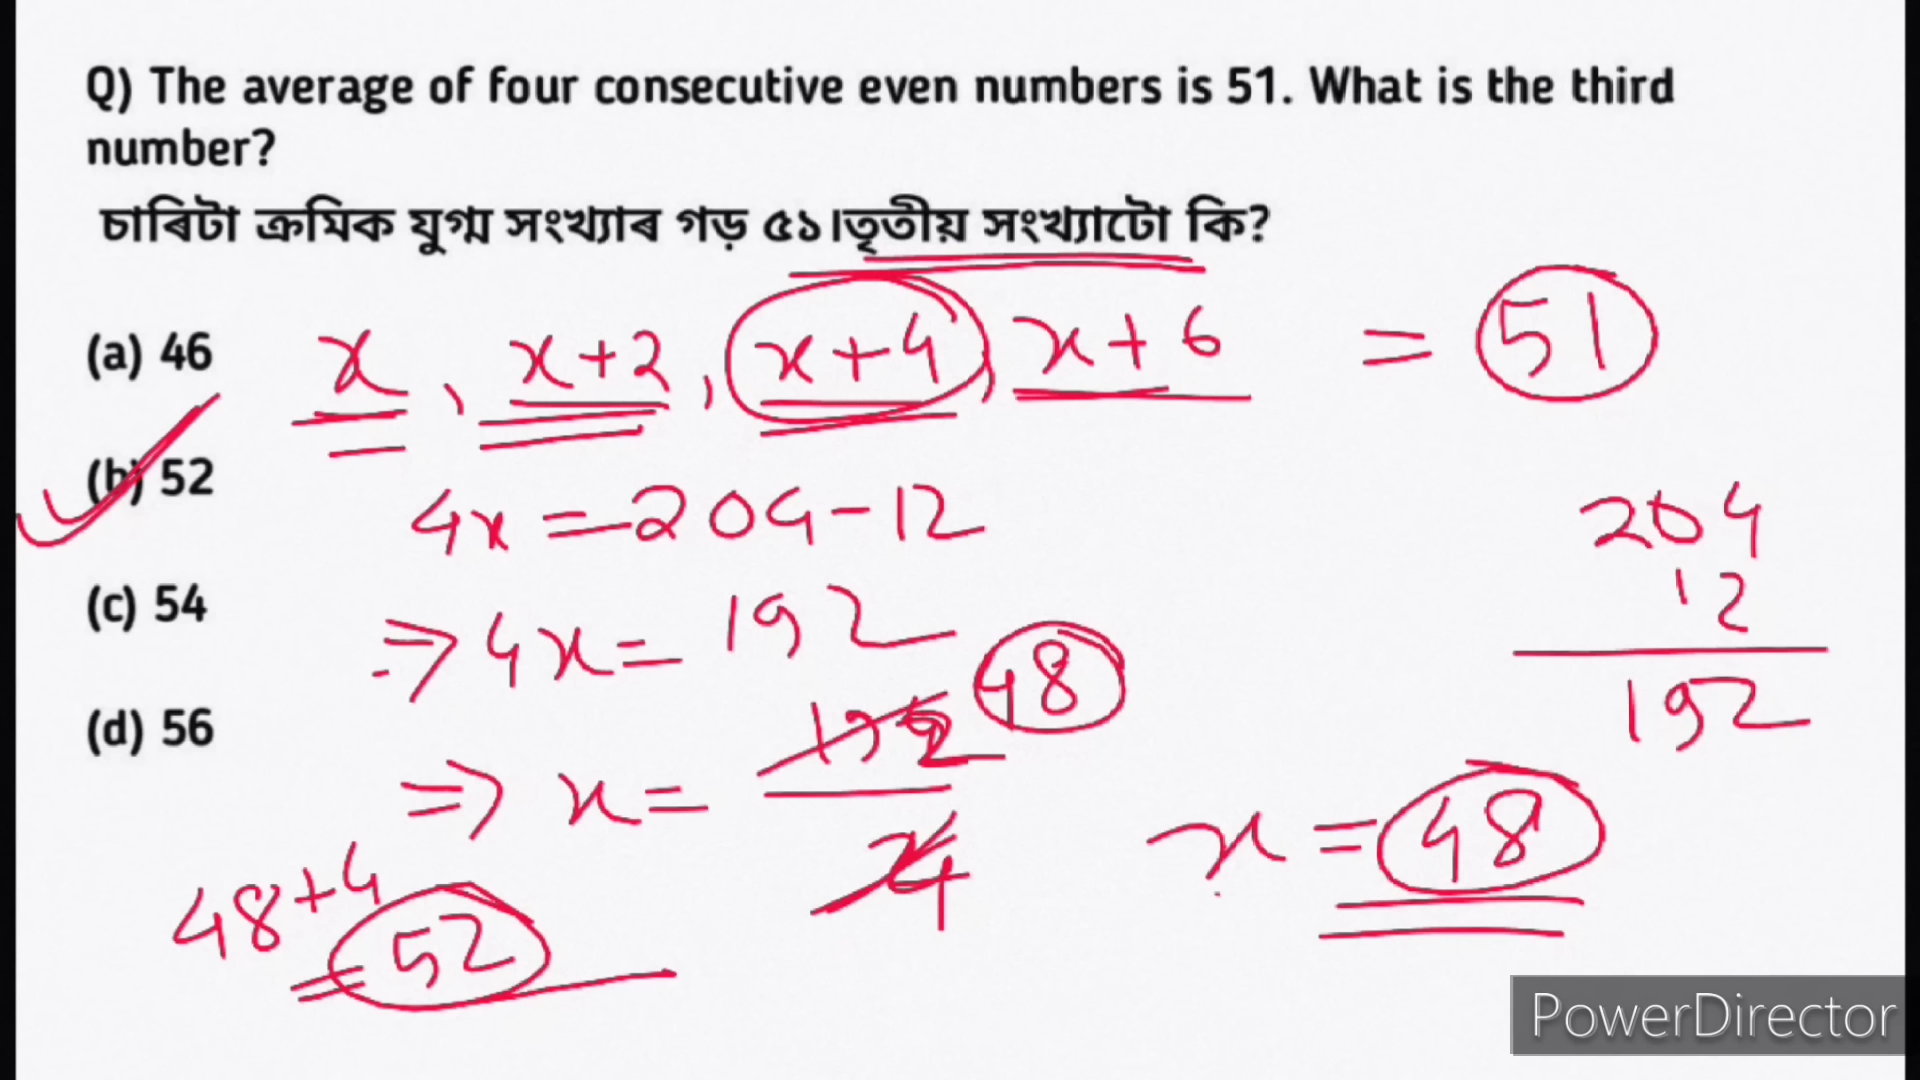 Q) The average of four consecutive even numbers is 51. What is the third
number?
চাৰিটা ক্ৰমিক যুগ্ম সংখ্যাৰ গড় ৫১।তৃতীয় সংখ্যাটো কি?
(a) 46
x, x+2, x+4, x+6 = 51
(b) 52
4x = 204-12
204
12
192
(c) 54
⇒ 4x = 192
48
(d) 56
⇒ x = 192
4
x = 48
48+4
= 52
PowerDirector